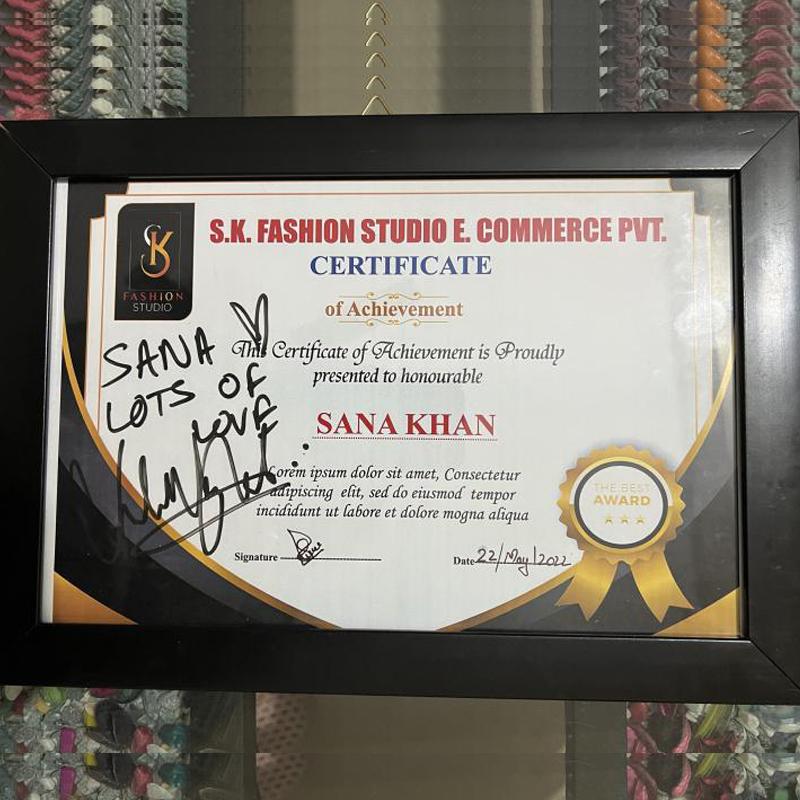 SK
FASHION
STUDIO
S.K. FASHION STUDIO E. COMMERCE PVT.
CERTIFICATE
of Achievement
This Certificate of Achievement is Proudly
presented to honourable
SANA KHAN
SANA
LOTS OF
LOVE
Lorem ipsum dolor sit amet, Consectetur
adipiscing elit, sed do eiusmod tempor
incididunt ut labore et dolore mogna aliqua
THE BEST
AWARD
Signature
Date 22/May/2022